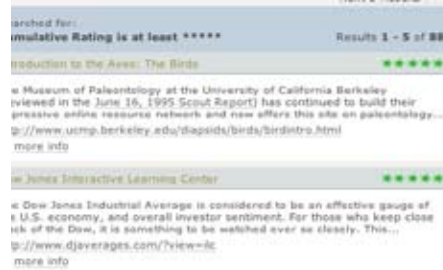 arched for:
mulative Rating is at least ***** Results 1 - 5 of 88
roduction to the Aves: The Birds
e Museum of Paleontology at the University of California Berkeley
viewed in the June 16, 1995 Scout Report) has continued to build their
pressive online resource network and now offers this site on paleontology...
p://www.ucmp.berkeley.edu/diapsids/birds/birdintro.html
more info
w Jones Interactive Learning Center
e Dow Jones Industrial Average is considered to be an effective gauge of
e U.S. economy, and overall investor sentiment. For those who keep close
ck of the Dow, it is something to be watched ever so closely. This...
p://www.djaverages.com/?view=ilc
more info